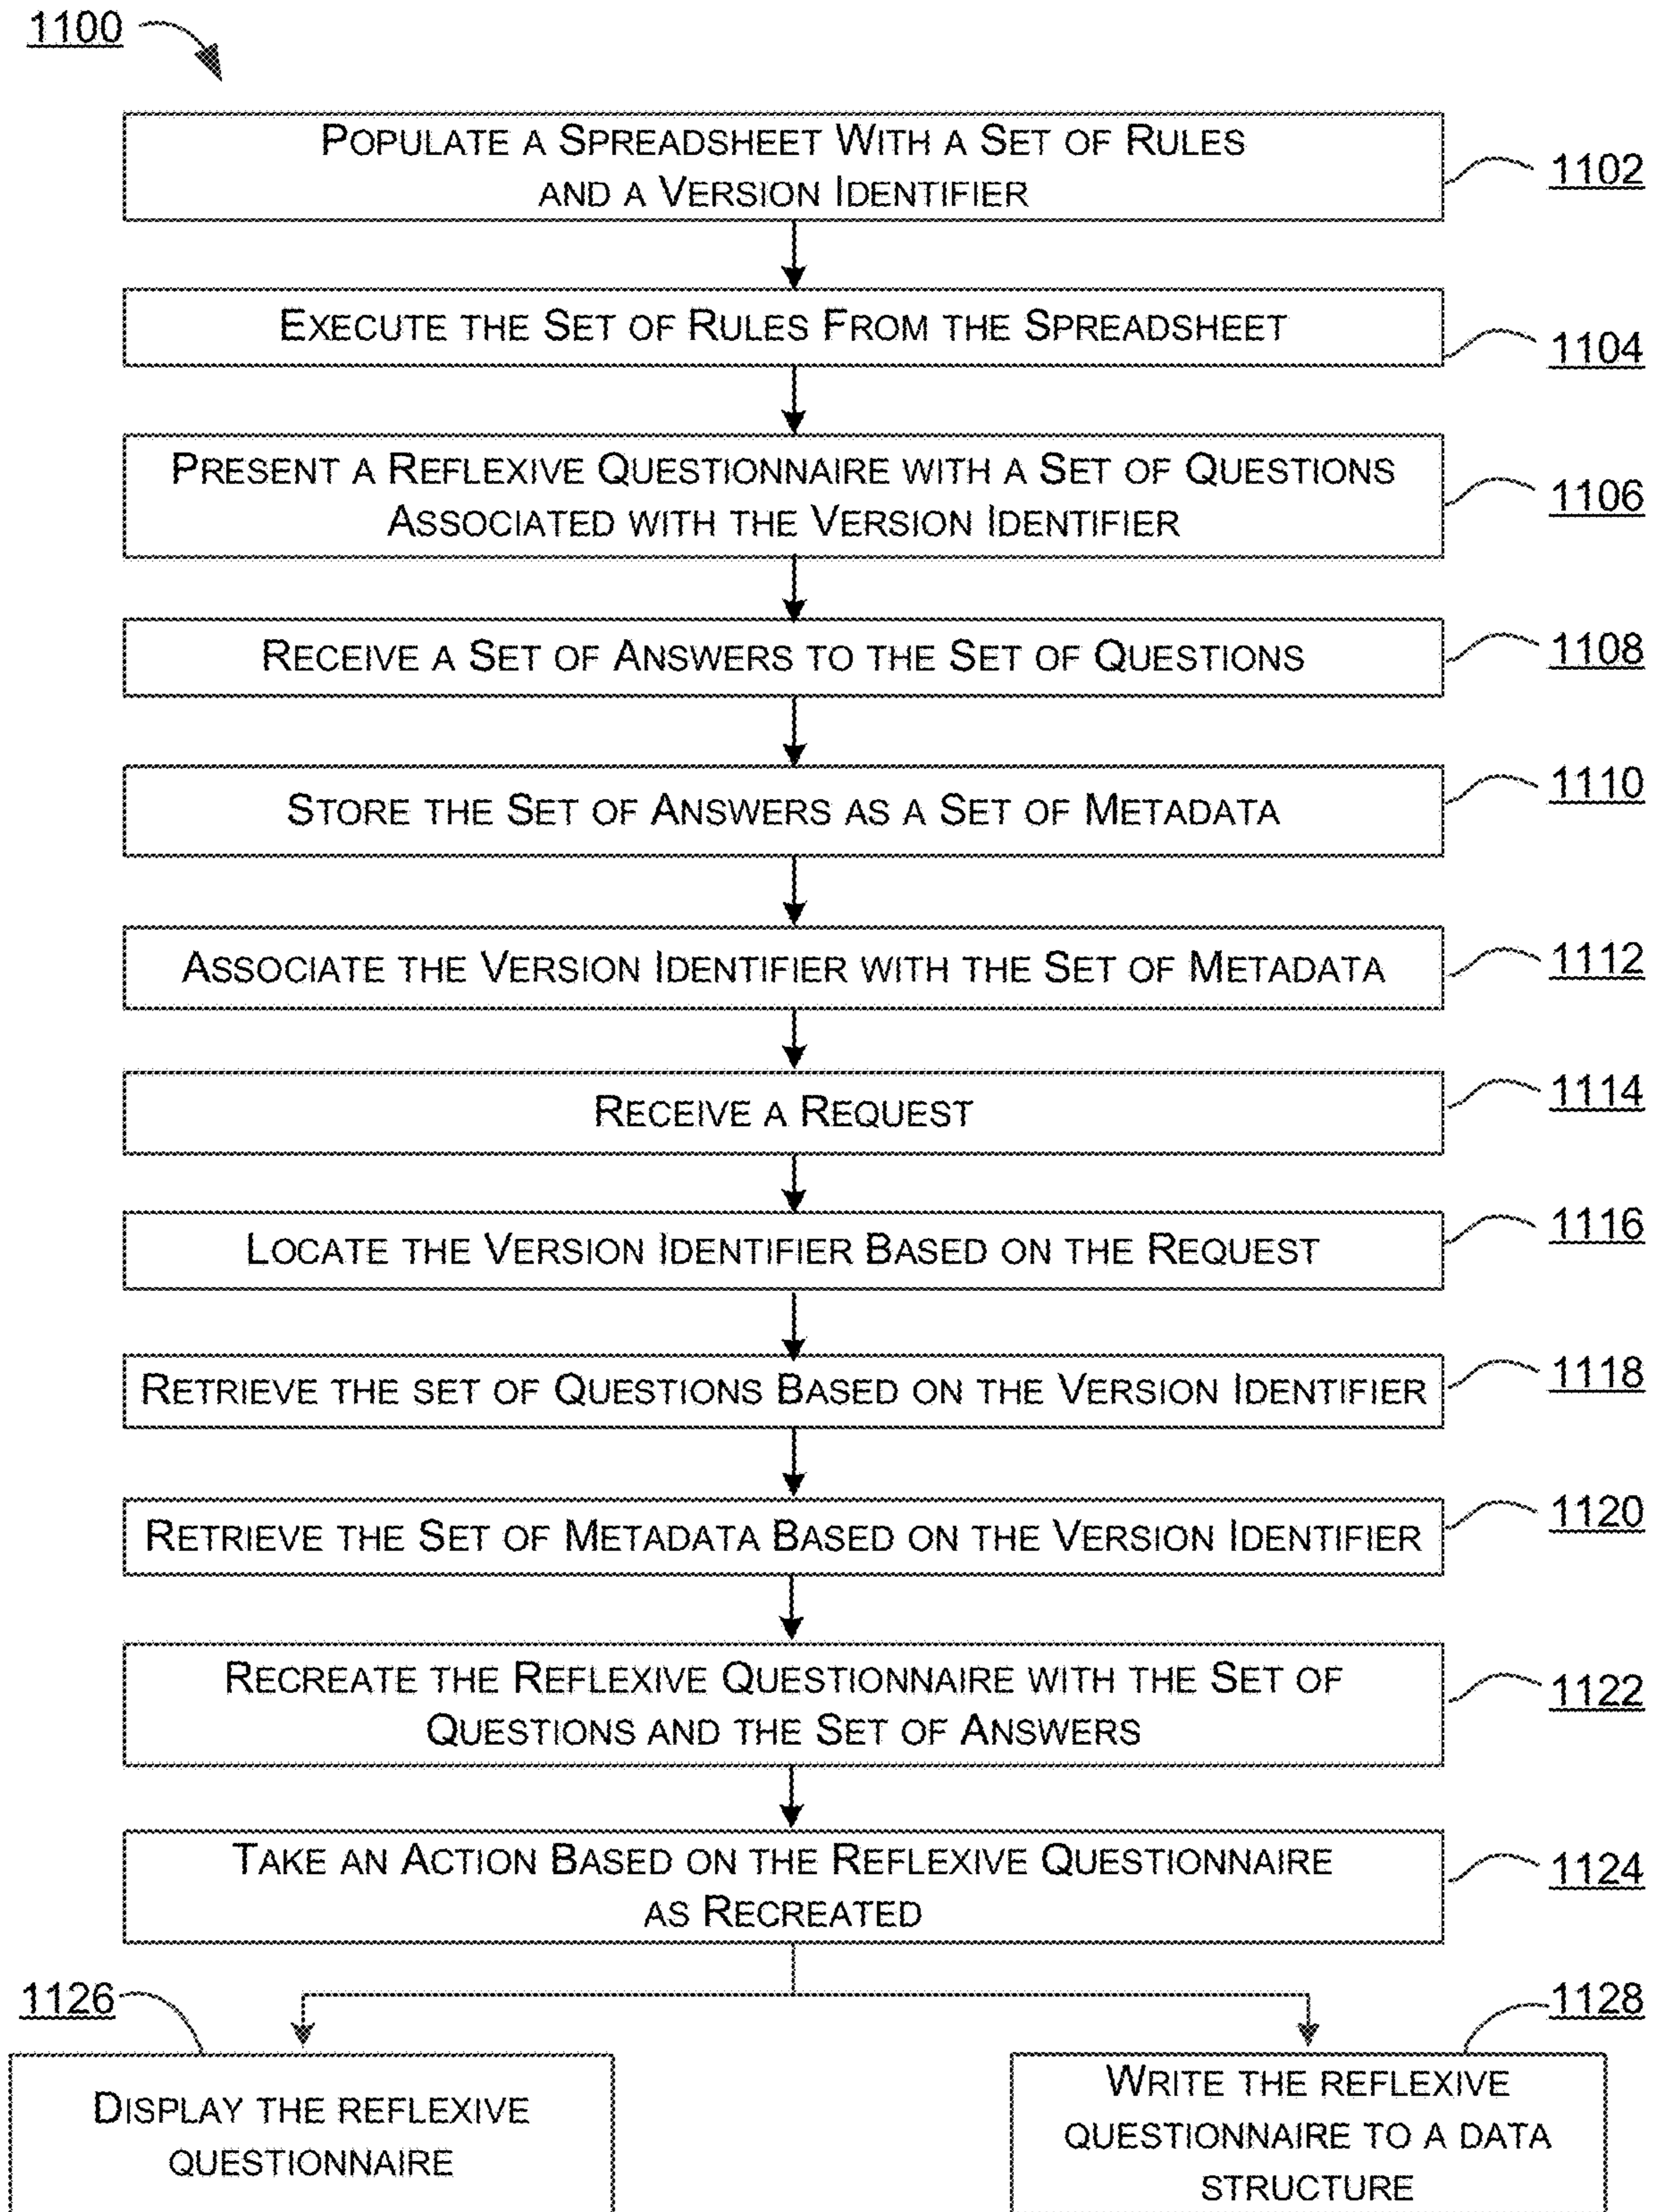 1100
POPULATE A SPREADSHEET WITH A SET OF RULES
AND A VERSION IDENTIFIER
1102
EXECUTE THE SET OF RULES FROM THE SPREADSHEET
1104
PRESENT A REFLEXIVE QUESTIONNAIRE WITH A SET OF QUESTIONS
ASSOCIATED WITH THE VERSION IDENTIFIER
1106
RECEIVE A SET OF ANSWERS TO THE SET OF QUESTIONS
1108
STORE THE SET OF ANSWERS AS A SET OF METADATA
1110
ASSOCIATE THE VERSION IDENTIFIER WITH THE SET OF METADATA
1112
RECEIVE A REQUEST
1114
LOCATE THE VERSION IDENTIFIER BASED ON THE REQUEST
1116
RETRIEVE THE SET OF QUESTIONS BASED ON THE VERSION IDENTIFIER
1118
RETRIEVE THE SET OF METADATA BASED ON THE VERSION IDENTIFIER
1120
RECREATE THE REFLEXIVE QUESTIONNAIRE WITH THE SET OF
QUESTIONS AND THE SET OF ANSWERS
1122
TAKE AN ACTION BASED ON THE REFLEXIVE QUESTIONNAIRE
AS RECREATED
1124
1126
DISPLAY THE REFLEXIVE
QUESTIONNAIRE
1128
WRITE THE REFLEXIVE
QUESTIONNAIRE TO A DATA
STRUCTURE